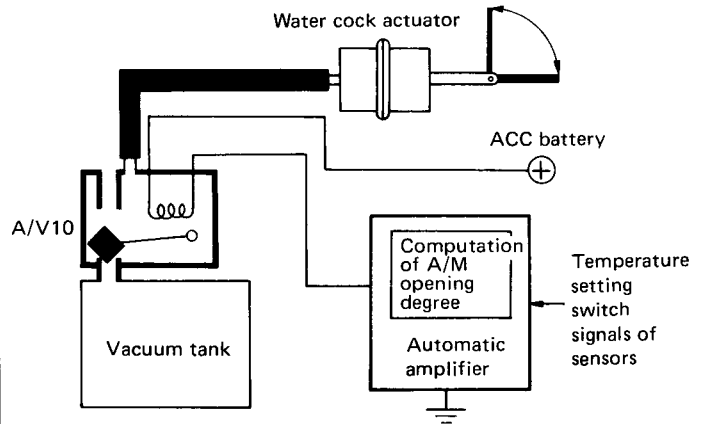 Water cock actuator
ACC battery
A/V10
Computation
of A/M
opening
degree
Temperature
setting
switch
signals of
sensors
Vacuum tank
Automatic
amplifier